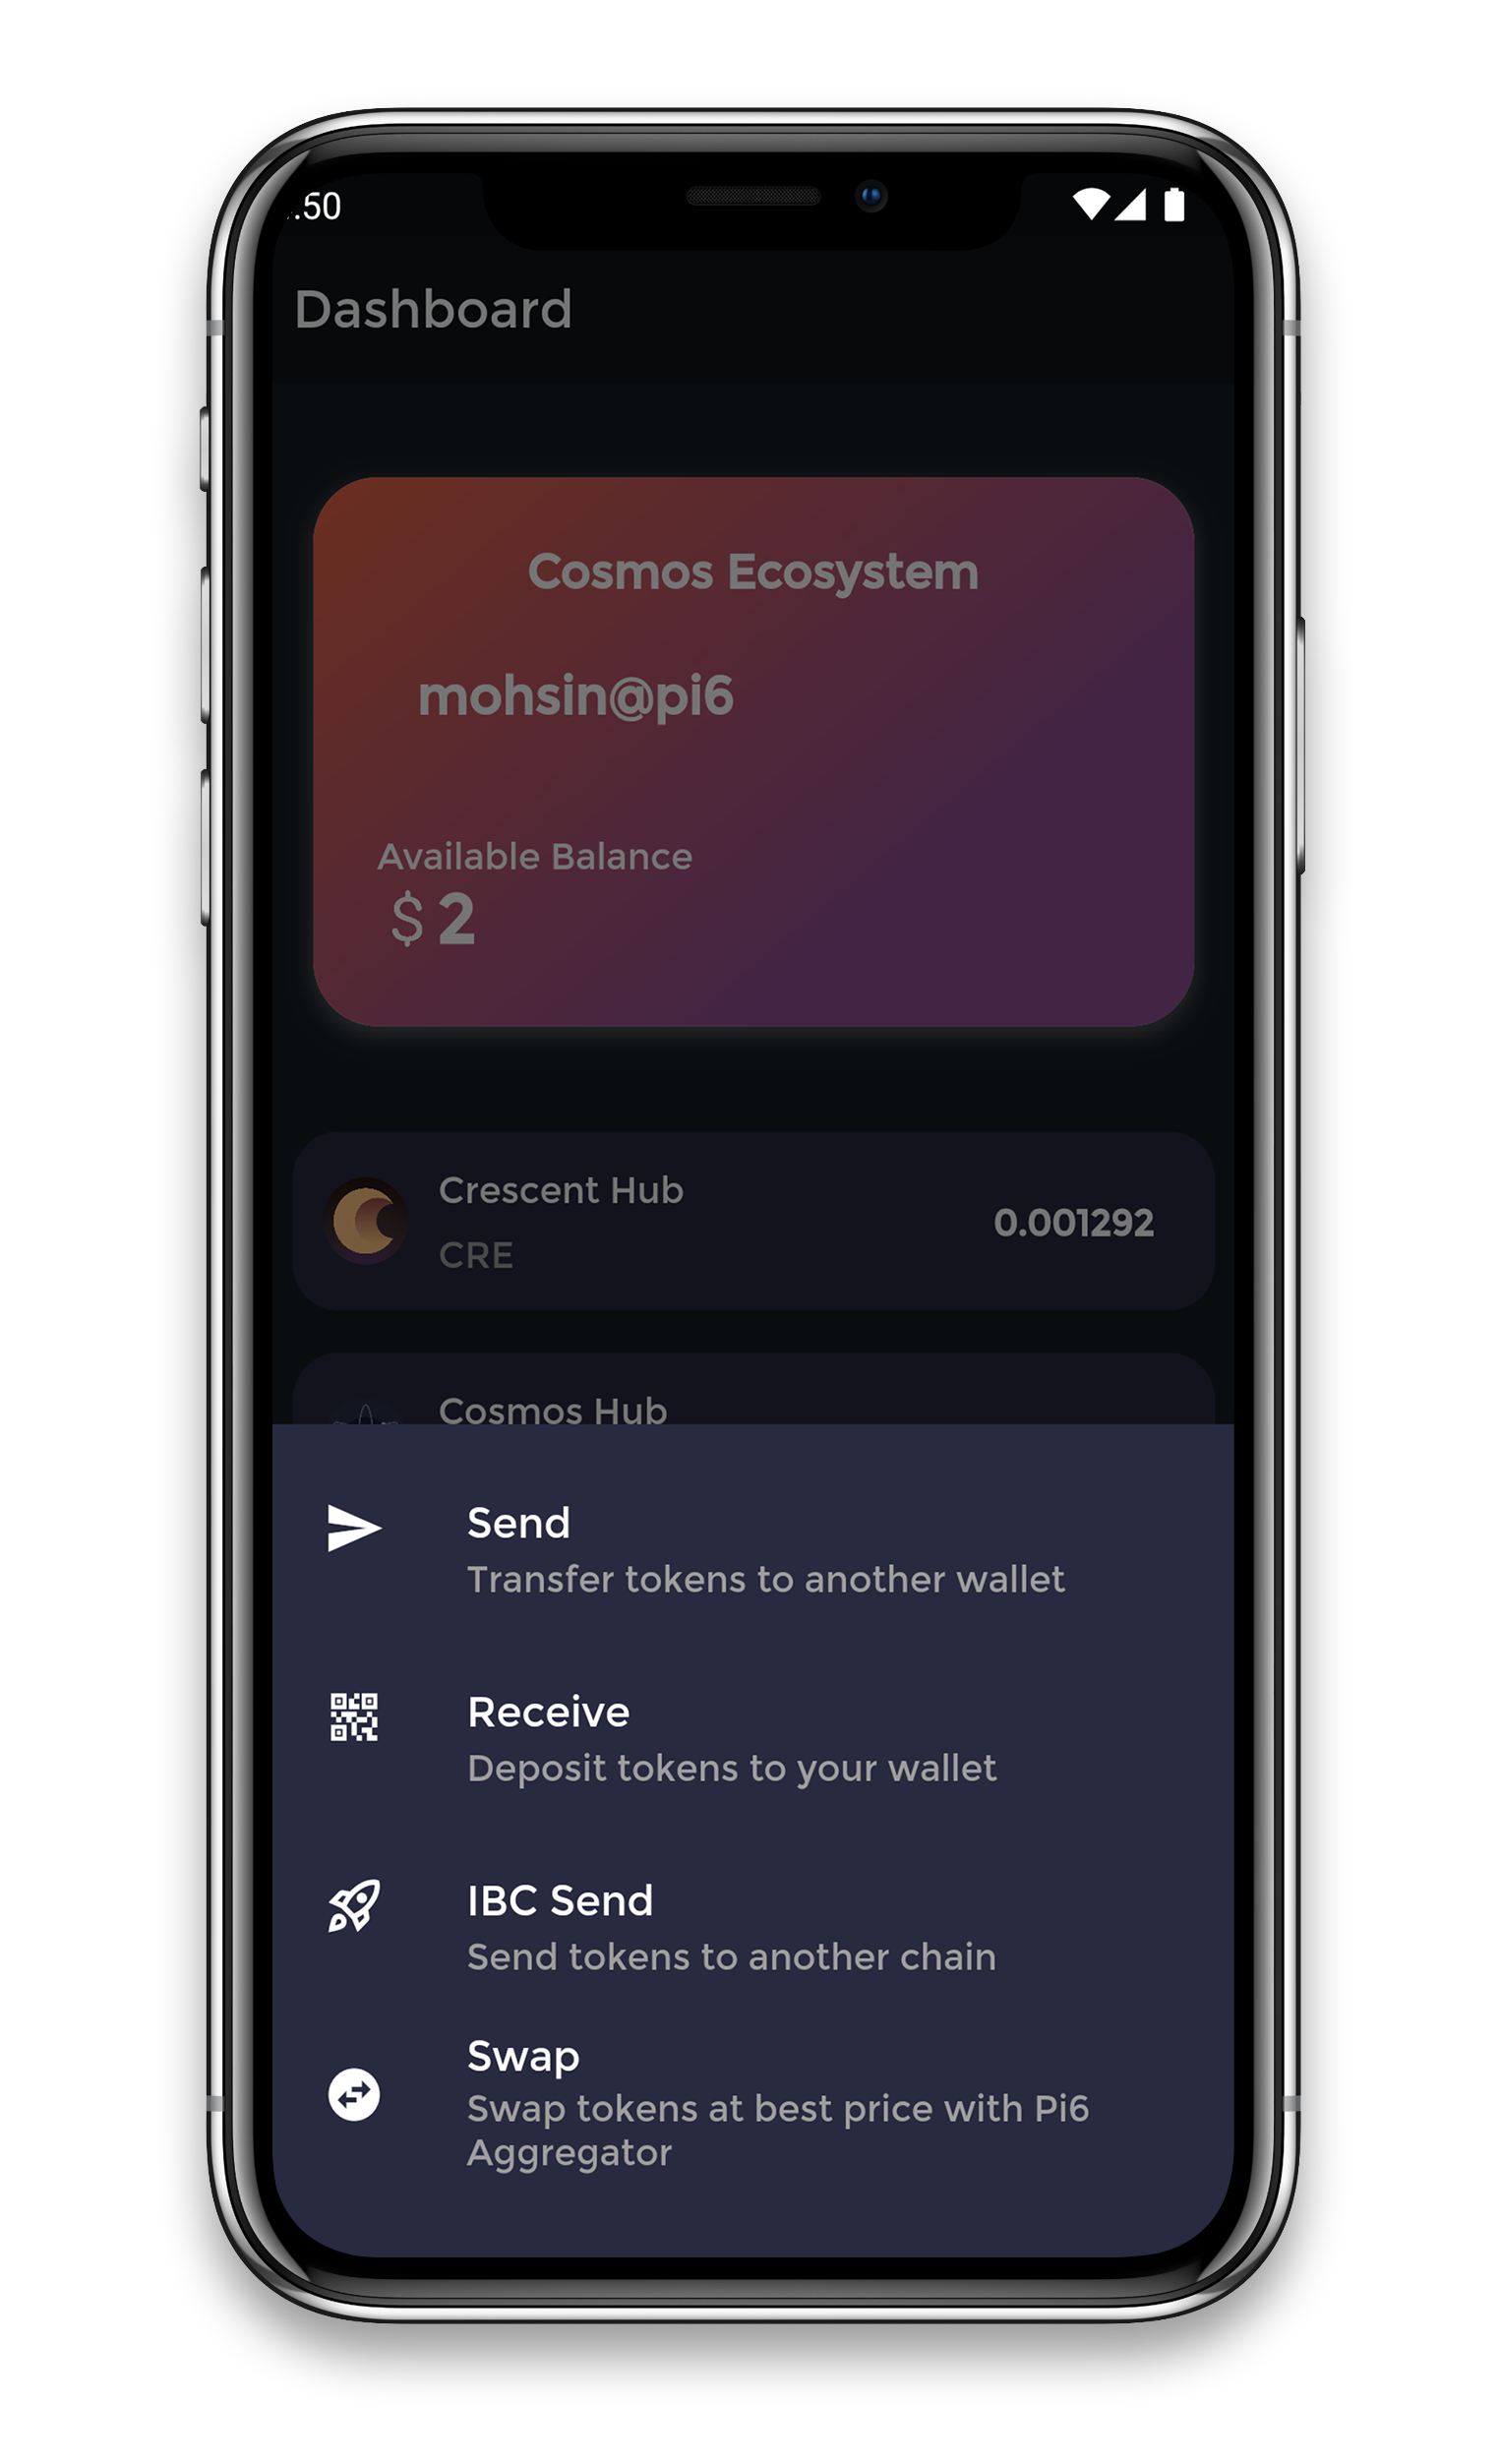 :50
Dashboard
Cosmos Ecosystem
mohsin@pi6
Available Balance
$ 2
Crescent Hub
0.001292
CRE
Cosmos Hub
Send
Transfer tokens to another wallet
Receive
Deposit tokens to your wallet
IBC Send
Send tokens to another chain
Swap
Swap tokens at best price with Pi6
Aggregator